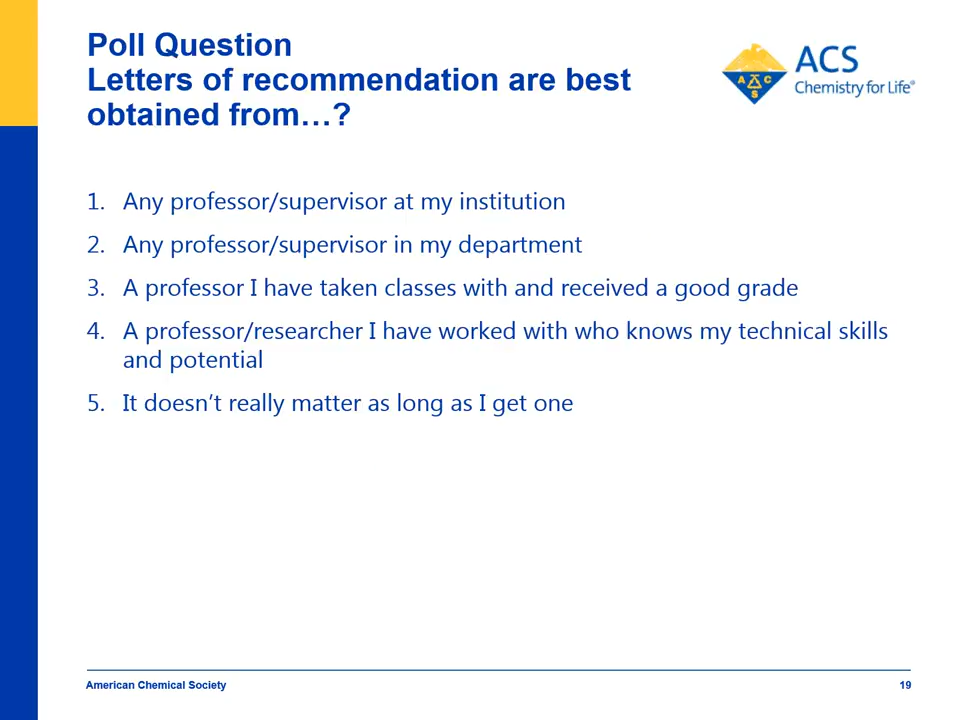 Poll Question
Letters of recommendation are best
obtained from…?
ACS
Chemistry for Life®
A C S
1. Any professor/supervisor at my institution
2. Any professor/supervisor in my department
3. A professor I have taken classes with and received a good grade
4. A professor/researcher I have worked with who knows my technical skills
and potential
5. It doesn’t really matter as long as I get one
American Chemical Society
19